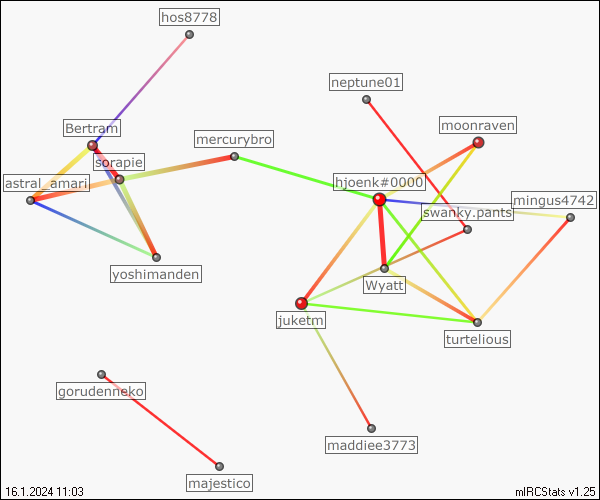 hos8778
neptune01
Bertram
moonraven
mercurybro
sorapie
astral_amari
hjoenk#0000
mingus4742
swanky.pants
yoshimanden
Wyatt
juketm
turtelious
gorudenneko
maddiee3773
majestico
16.1.2024 11:03
mIRCStats v1.25